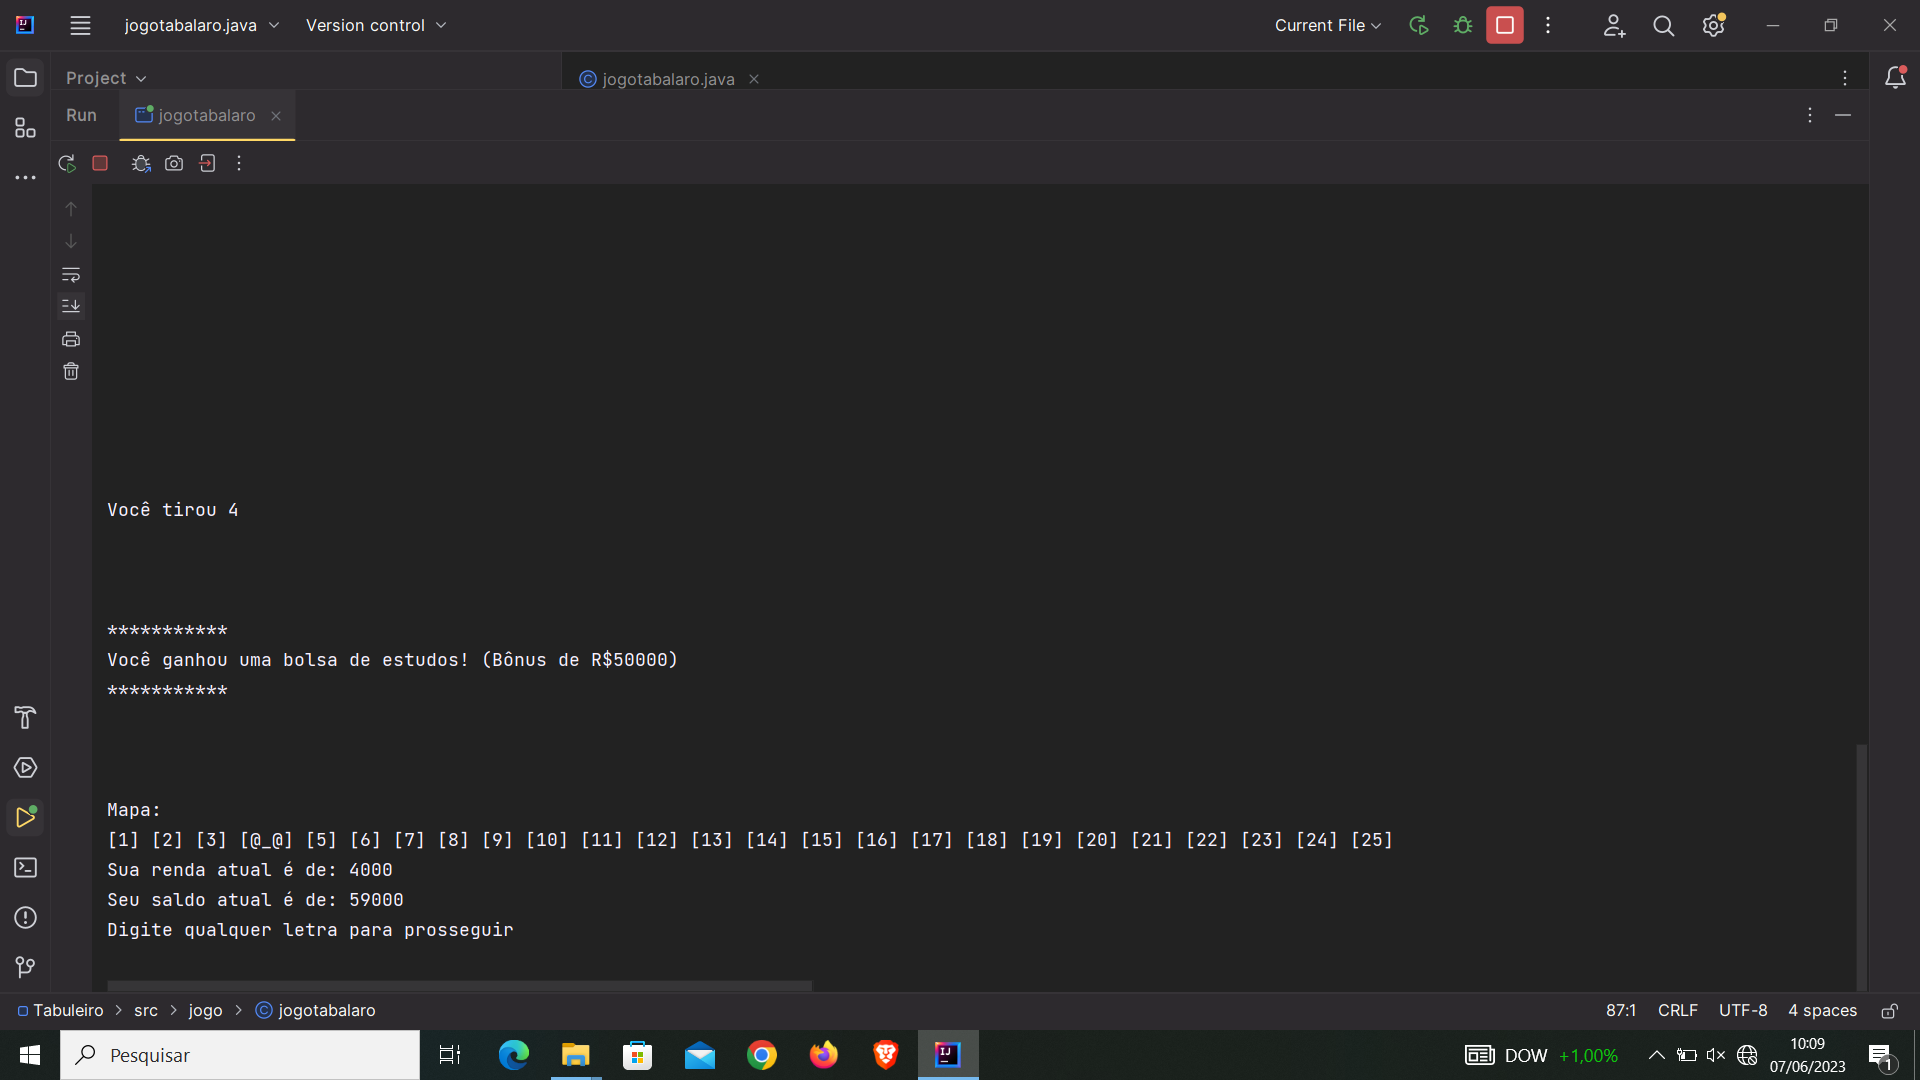 jogotabalaro.java Version control Current File
Project jogotabalaro.java
Run jogotabalaro
Você tirou 4
***********
Você ganhou uma bolsa de estudos! (Bônus de R$50000)
***********
Mapa:
[1] [2] [3] [@_@] [5] [6] [7] [8] [9] [10] [11] [12] [13] [14] [15] [16] [17] [18] [19] [20] [21] [22] [23] [24] [25]
Sua renda atual é de: 4000
Seu saldo atual é de: 59000
Digite qualquer letra para prosseguir
Tabuleiro > src > jogo > jogotabalaro 87:1 CRLF UTF-8 4 spaces
Pesquisar DOW +1,00% 10:09
07/06/2023 1